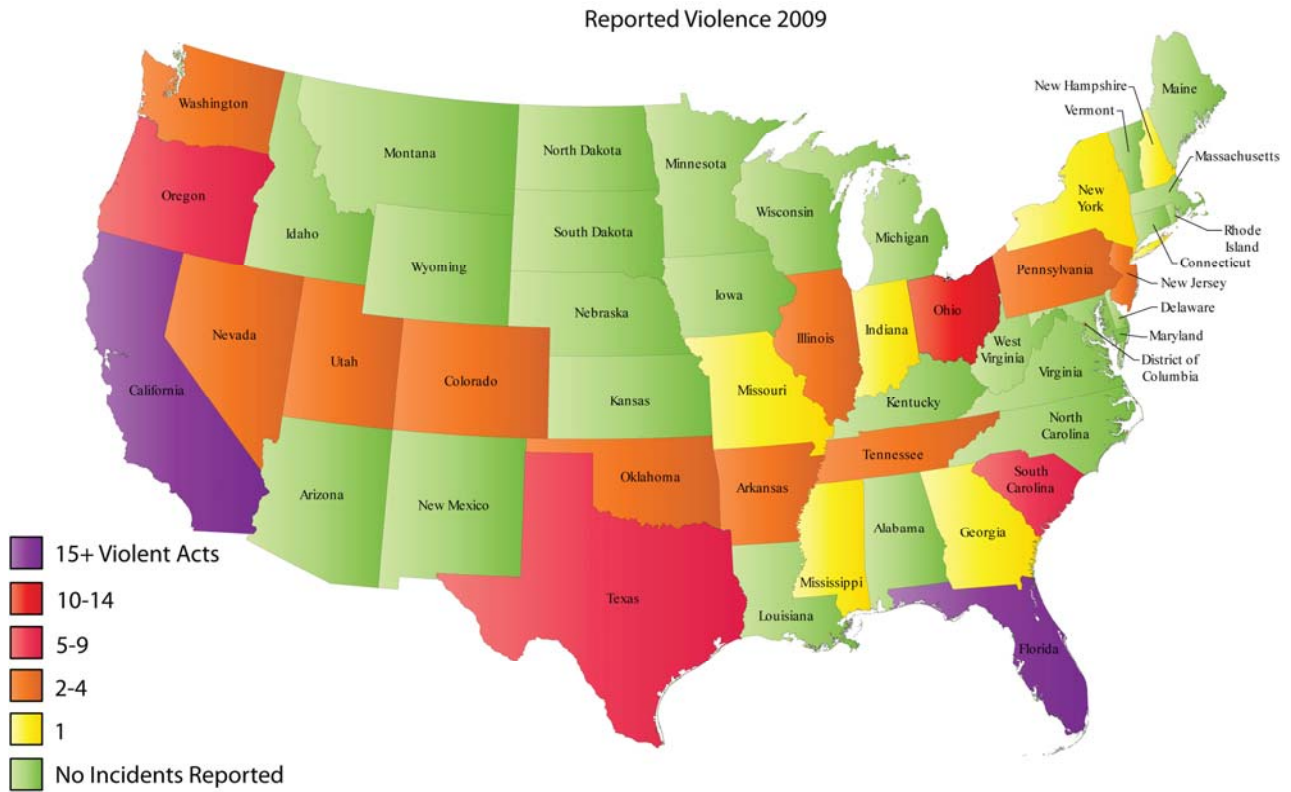 Reported Violence 2009
Maine
New Hampshire
Vermont
Washington
Montana
North Dakota
Minnesota
Massachusetts
Oregon
New
York
Wisconsin
Idaho
South Dakota
Michigan
Rhode
Island
Wyoming
Connecticut
Pennsylvania
New Jersey
Iowa
Nebraska
Delaware
Ohio
Nevada
Illinois
Indiana
Maryland
West
Virginia
District of
Columbia
Utah
Colorado
Virginia
California
Missouri
Kansas
Kentucky
North
Carolina
Tennessee
Oklahoma
South
Carolina
Arkansas
Arizona
New Mexico
Alabama
Georgia
Mississippi
Texas
Louisiana
Florida
15+ Violent Acts
10-14
5-9
2-4
1
No Incidents Reported